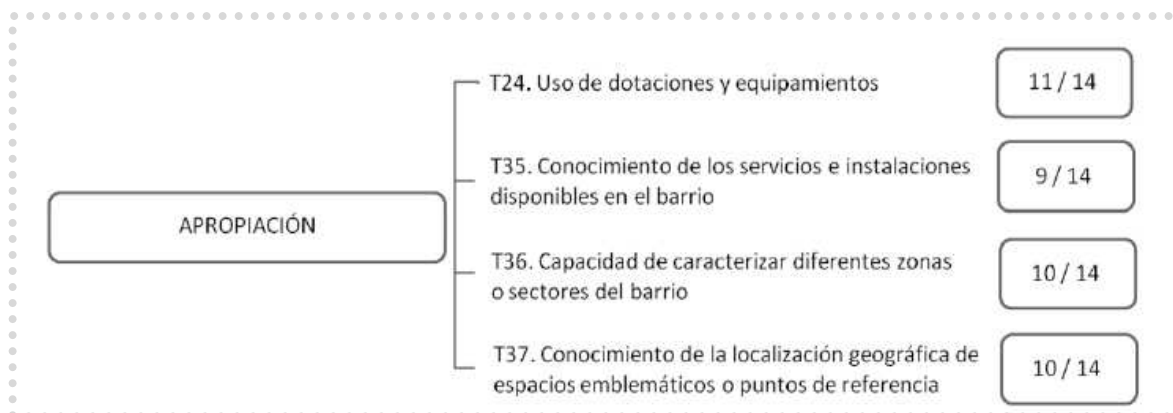 T24. Uso de dotaciones y equipamientos
11 / 14
T35. Conocimiento de los servicios e instalaciones
disponibles en el barrio
9 / 14
APROPIACIÓN
T36. Capacidad de caracterizar diferentes zonas
o sectores del barrio
10 / 14
T37. Conocimiento de la localización geográfica de
espacios emblemáticos o puntos de referencia
10 / 14